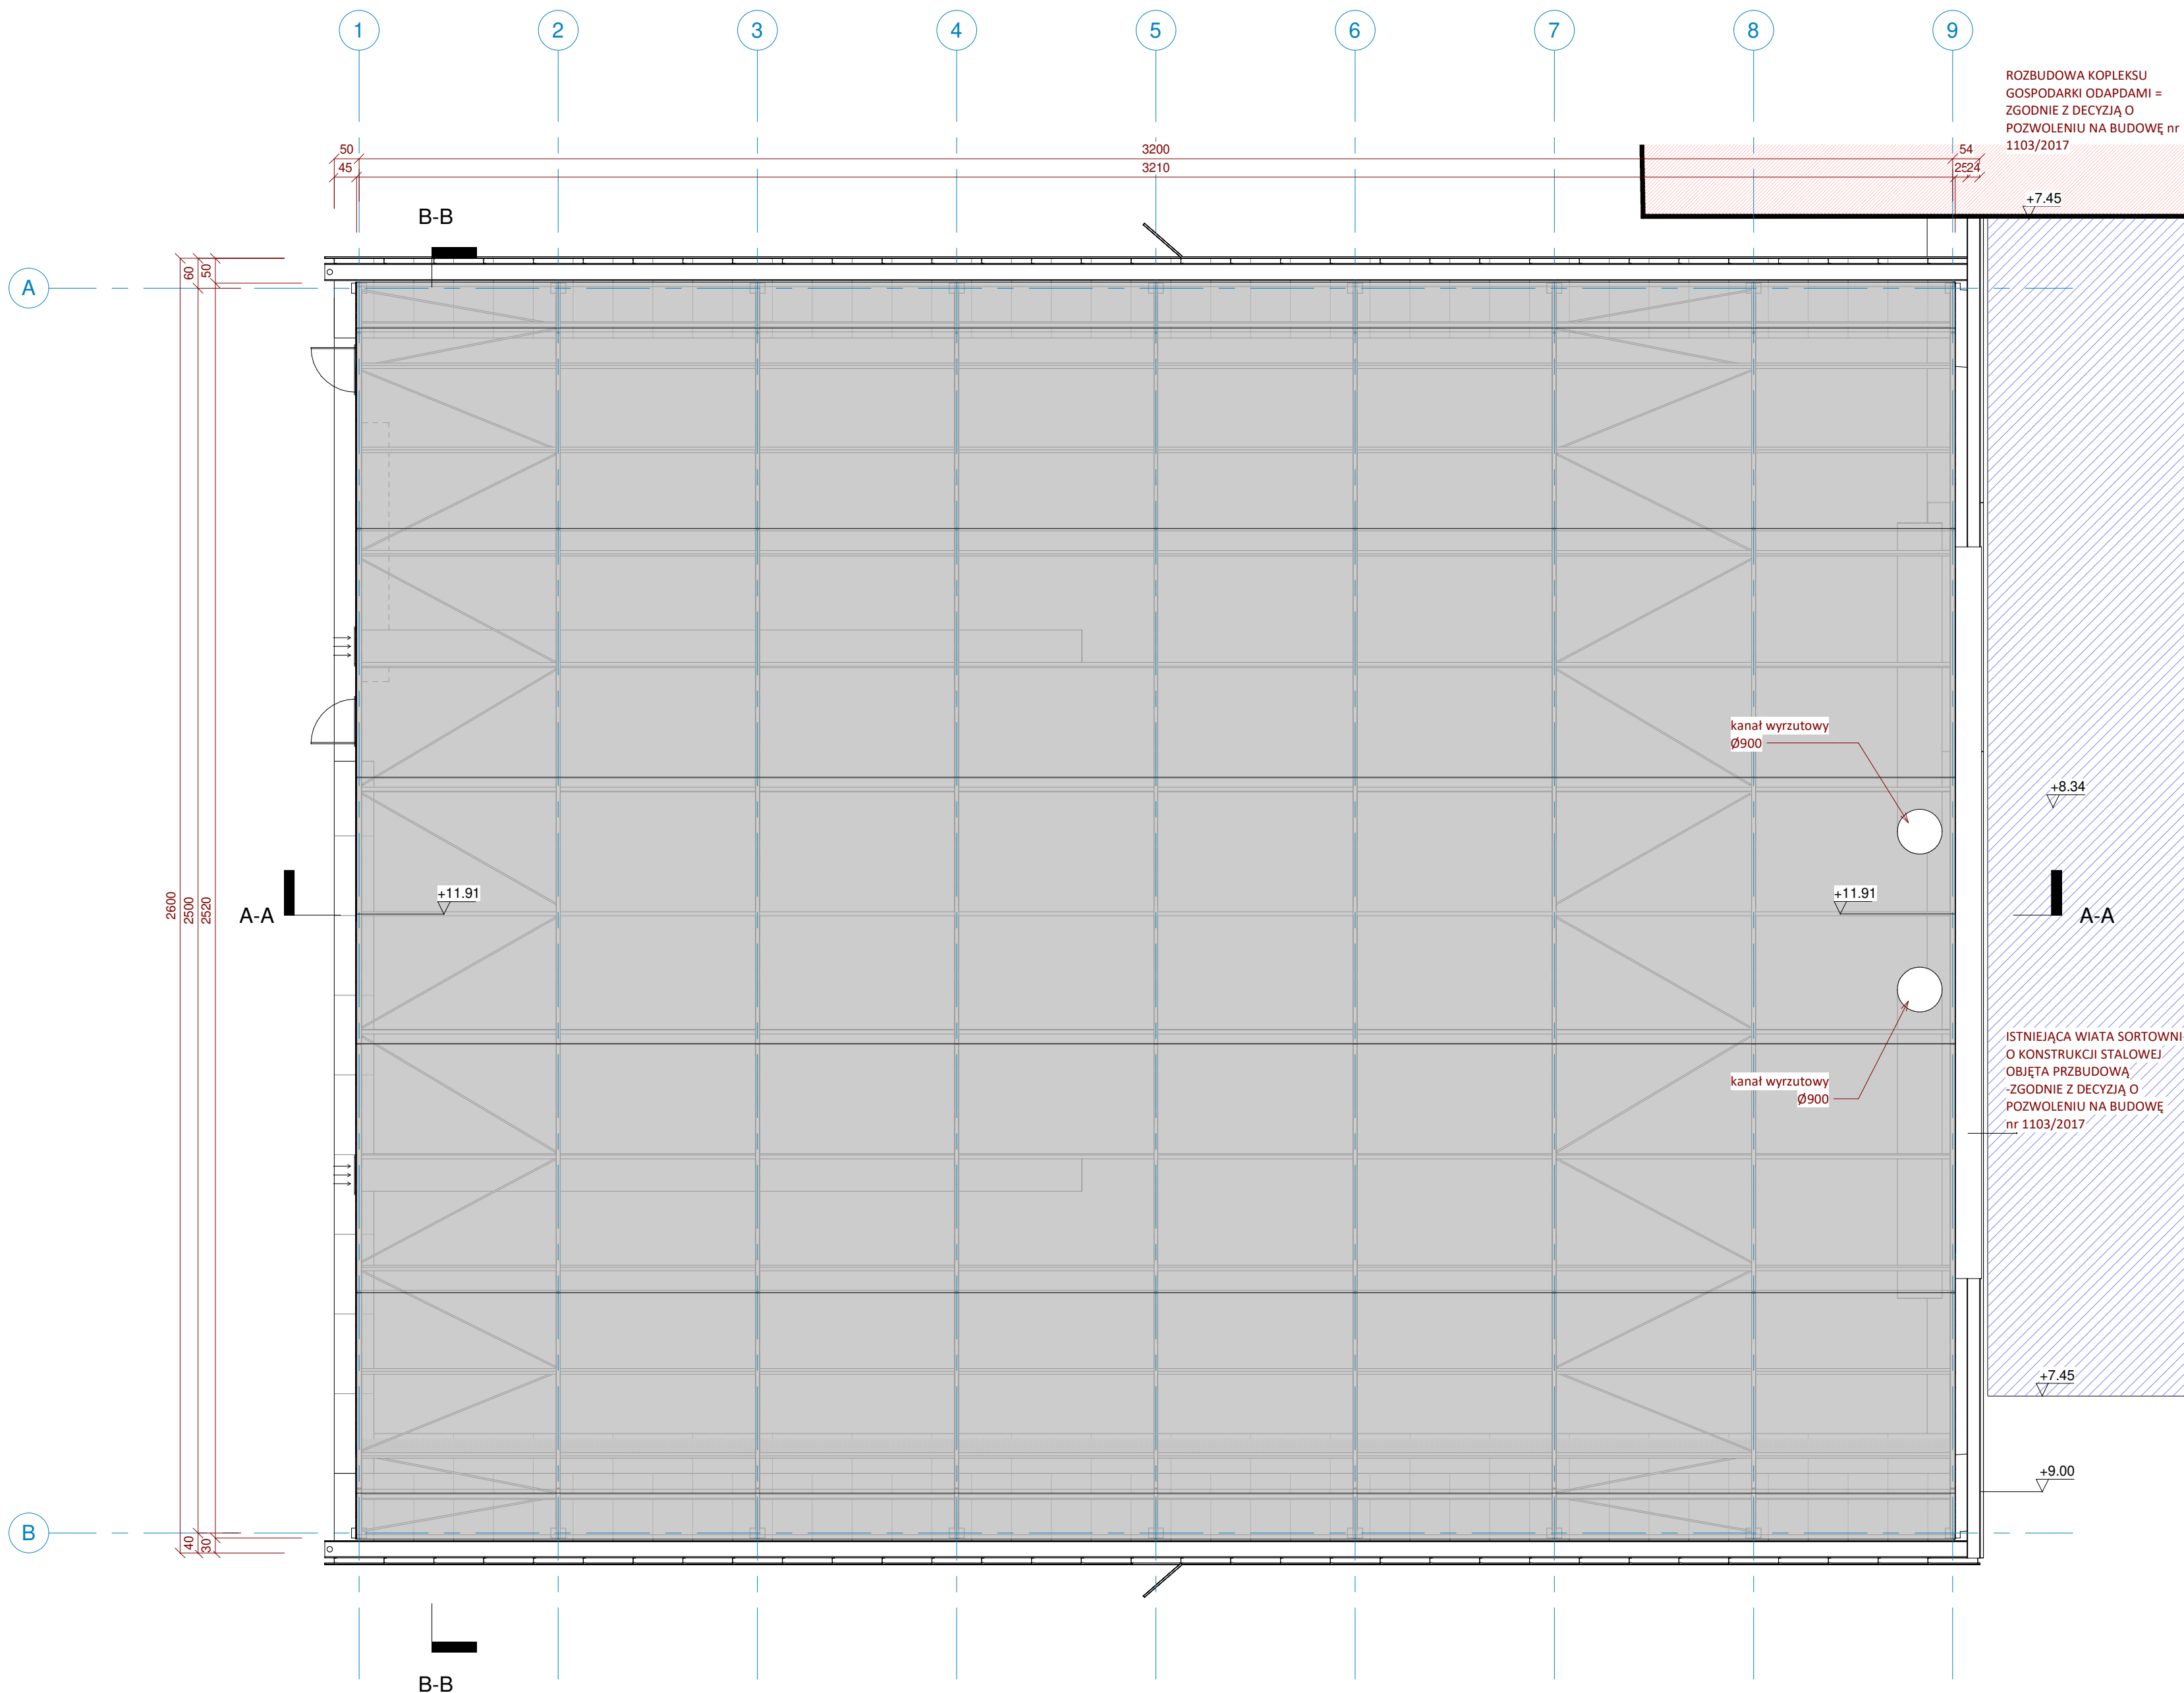 1 2 3 4 5 6 7 8 9
ROZBUDOWA KOPLEKSU
GOSPODARKI ODAPDAMI =
ZGODNIE Z DECYZJĄ O
POZWOLENIU NA BUDOWĘ nr
1103/2017
50 3200 54
45 3210 25 24
+7.45
B-B
A
60 50
kanał wyrzutowy
Ø900
+8.34
2600 2500 2520
A-A
+11.91
+11.91
A-A
ISTNIEJĄCA WIATA SORTOWNI
O KONSTRUKCJI STALOWEJ
OBJĘTA PRZBUDOWĄ
-ZGODNIE Z DECYZJĄ O
POZWOLENIU NA BUDOWĘ
nr 1103/2017
kanał wyrzutowy
Ø900
+7.45
+9.00
B
40 30
B-B